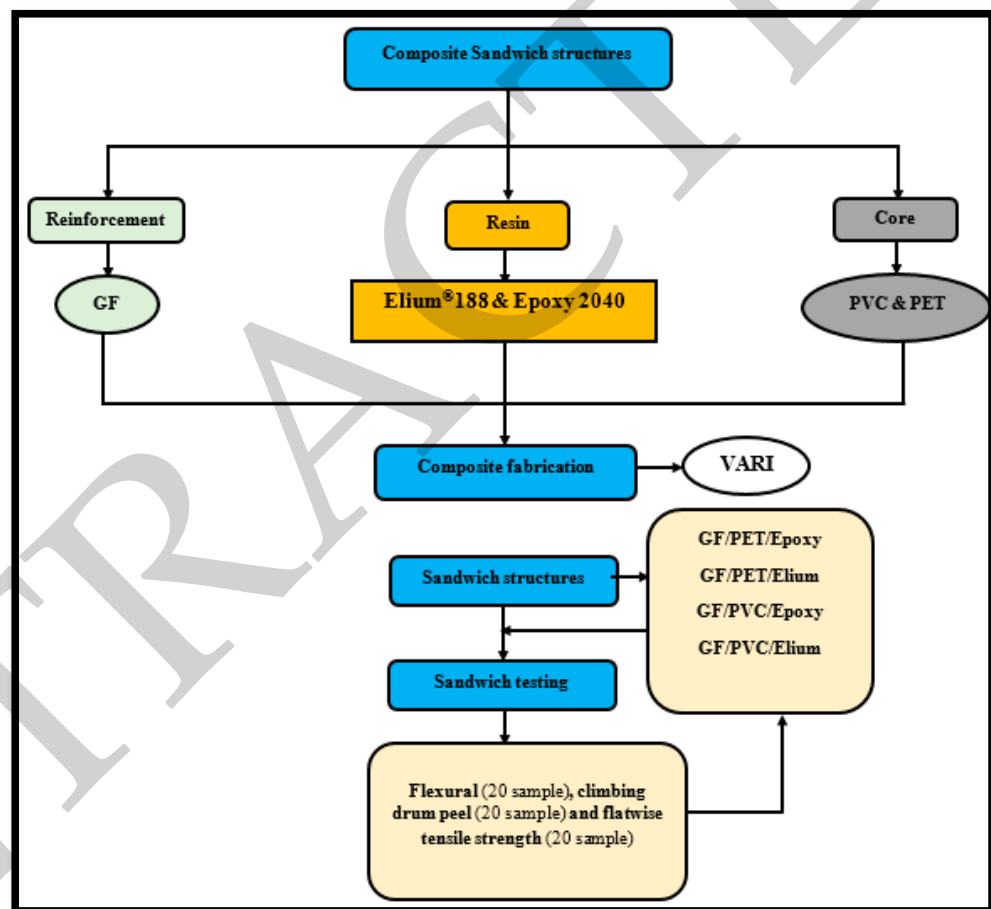 Composite Sandwich structures
Reinforcement
Resin
Core
GF
Elium®188 & Epoxy 2040
PVC & PET
Composite fabrication
VARI
GF/PET/Epoxy
GF/PET/Elium
GF/PVC/Epoxy
GF/PVC/Elium
Sandwich structures
Sandwich testing
Flexural (20 sample), climbing
drum peel (20 sample) and flatwise
tensile strength (20 sample)
TRACTE